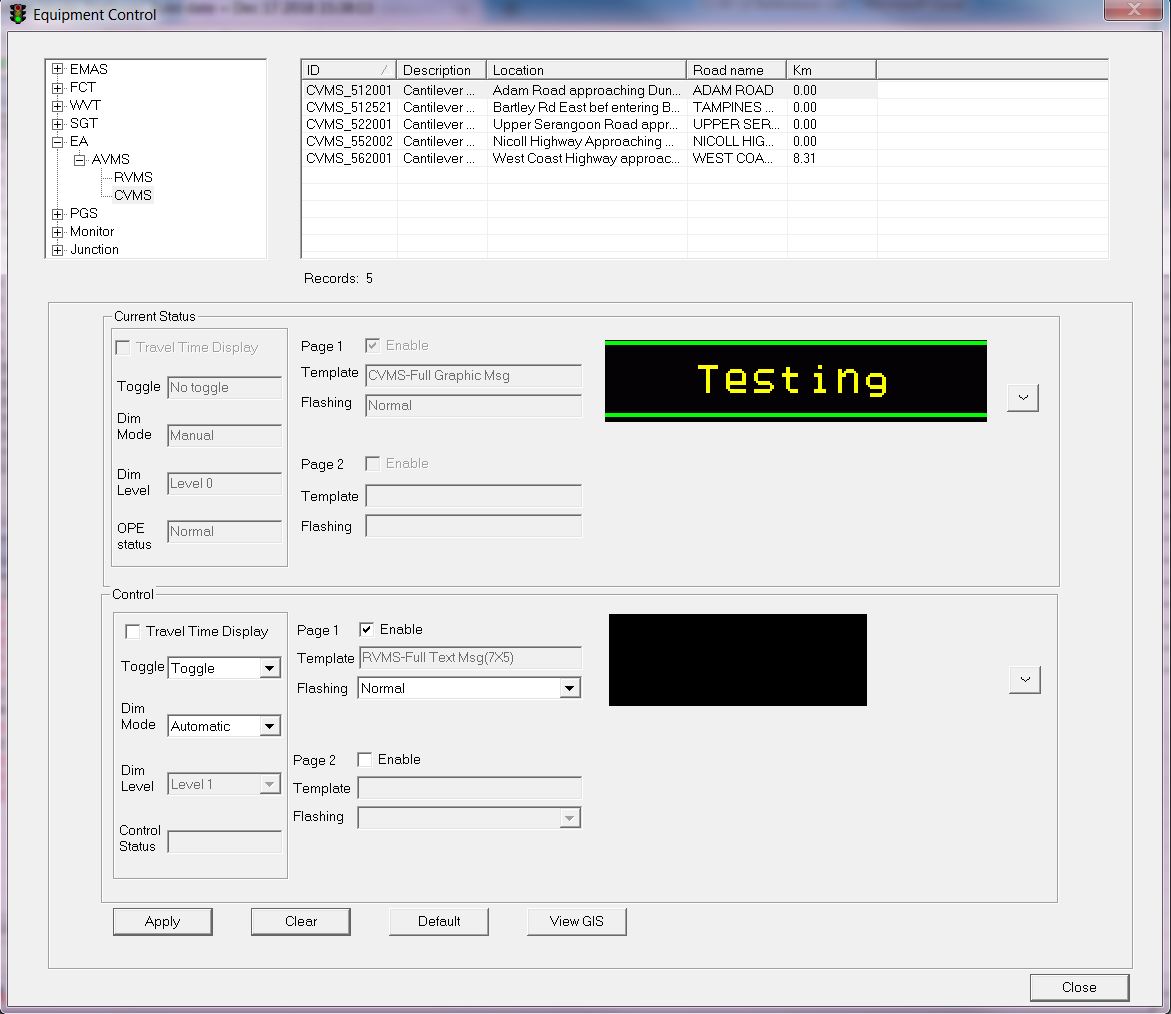 Equipment Control
EMAS
FCT
WVT
SGT
EA
AVMS
RVMS
CVMS
PGS
Monitor
Junction
ID Description Location Road name Km
CVMS_512001 Cantilever ... Adam Road approaching Dun... ADAM ROAD 0.00
CVMS_512521 Cantilever ... Bartley Rd East bef entering B... TAMPINES ... 0.00
CVMS_522001 Cantilever ... Upper Serangoon Road appr... UPPER SER... 0.00
CVMS_552002 Cantilever ... Nicoll Highway Approaching ... NICOLL HIG... 0.00
CVMS_562001 Cantilever ... West Coast Highway approac... WEST COA... 8.31
Records: 5
Current Status
Travel Time Display
Toggle No toggle
Dim
Mode Manual
Dim
Level Level 0
OPE
status Normal
Page 1 Enable
Template CVMS-Full Graphic Msg
Flashing Normal
Page 2 Enable
Template
Flashing
Testing
Control
Travel Time Display
Toggle Toggle
Dim
Mode Automatic
Dim
Level Level 1
Control
Status
Page 1 Enable
Template RVMS-Full Text Msg(7X5)
Flashing Normal
Page 2 Enable
Template
Flashing
Apply Clear Default View GIS
Close